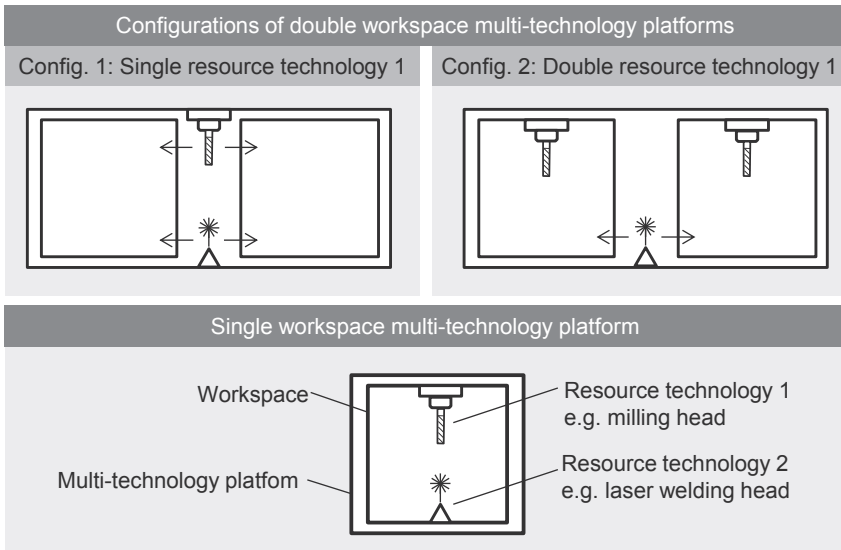 Configurations of double workspace multi-technology platforms
Config. 1: Single resource technology 1
Config. 2: Double resource technology 1
Single workspace multi-technology platform
Workspace
Multi-technology platfom
Resource technology 1
e.g. milling head
Resource technology 2
e.g. laser welding head